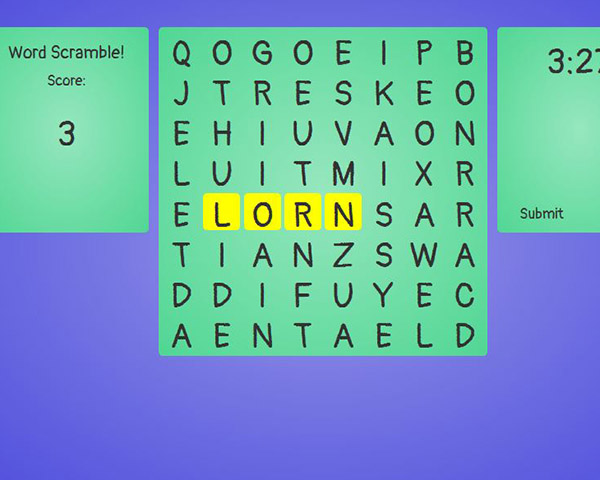 Word Scramble!
Score:
3
Q O G O E I P B
J T R E S K E O
E H I U V A O N
L U I T M I X R
E L O R N S A R
T I A N Z S W A
D D I F U Y E C
A E N T A E L D
3:27
Submit